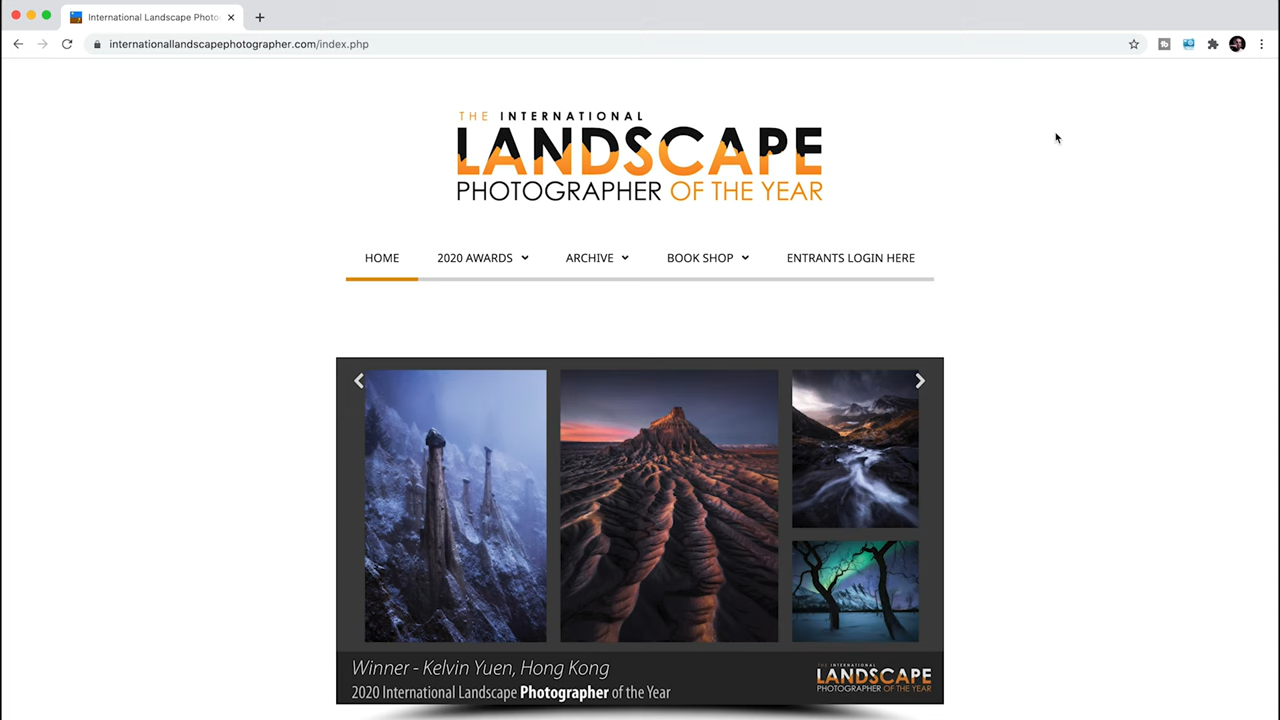 International Landscape Photo
internationallandscapephotographer.com/index.php
THE INTERNATIONAL
LANDSCAPE
PHOTOGRAPHER OF THE YEAR
HOME
2020 AWARDS
ARCHIVE
BOOK SHOP
ENTRANTS LOGIN HERE
Winner - Kelvin Yuen, Hong Kong
2020 International Landscape Photographer of the Year
THE INTERNATIONAL
LANDSCAPE
PHOTOGRAPHER OF THE YEAR